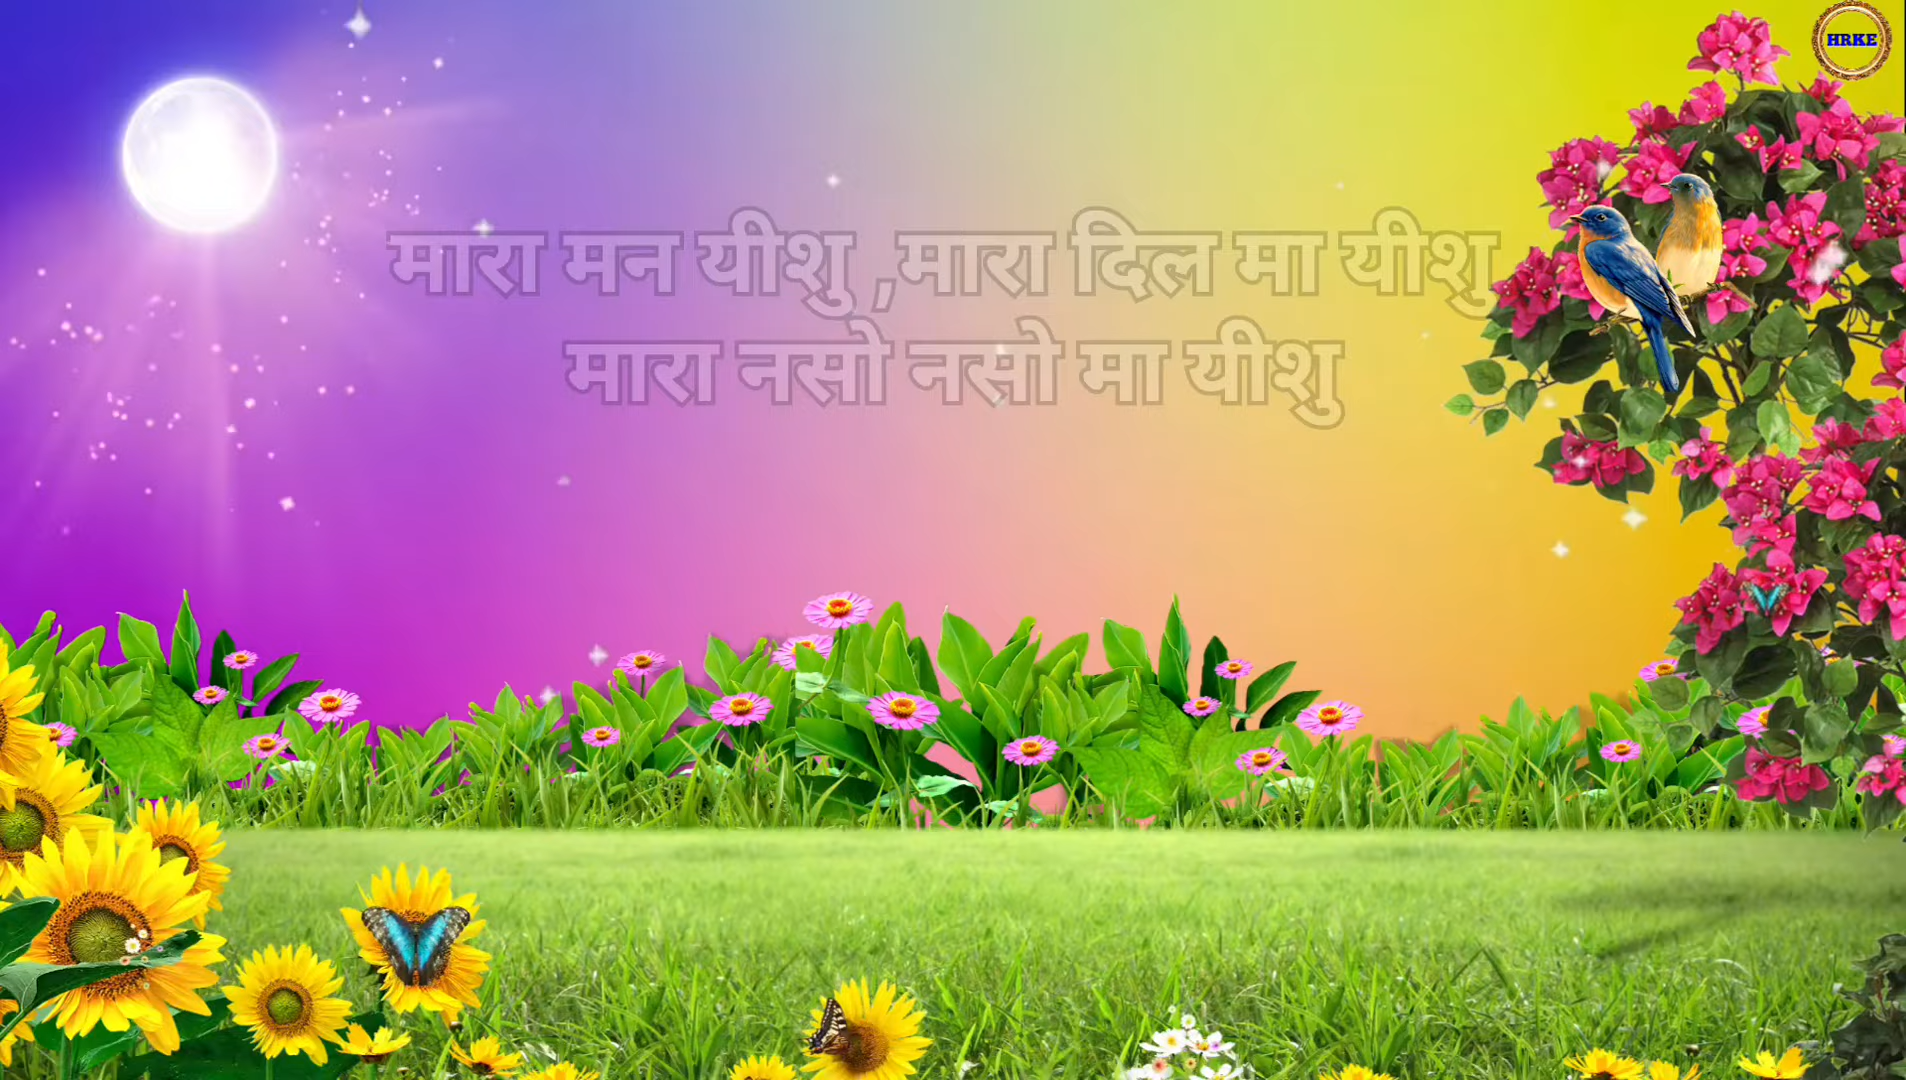 HRKE
मारा मन यीशु ,मारा दिल मा यीशु
मारा नसो नसो मा यीशु